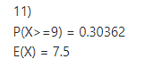 11)
P(X>=9) = 0.30362
E(X) = 7.5